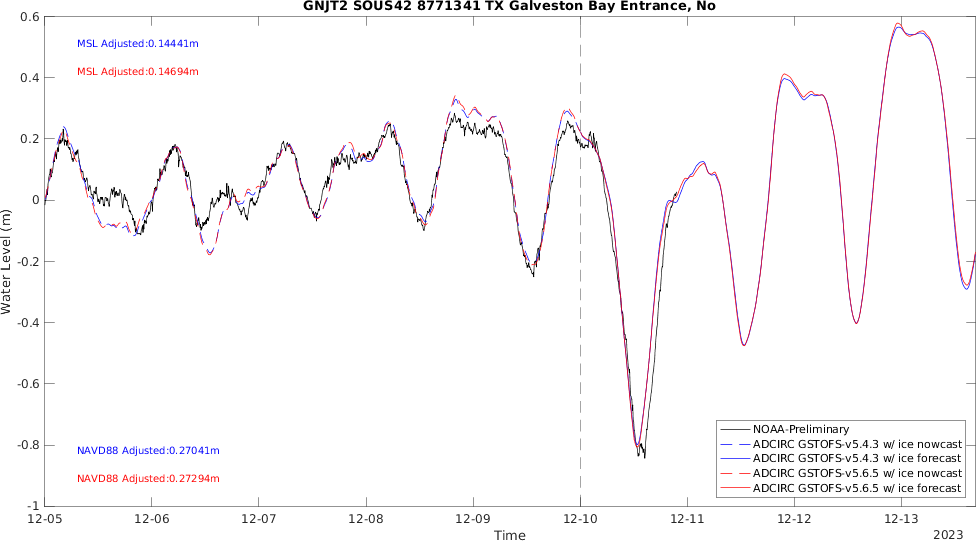 GNJT2 SOUS42 8771341 TX Galveston Bay Entrance, No
0.6
0.4
0.2
0
-0.2
-0.4
-0.6
-0.8
-1
Water Level (m)
MSL Adjusted:0.14441m
MSL Adjusted:0.14694m
NAVD88 Adjusted:0.27041m
NAVD88 Adjusted:0.27294m
NOAA-Preliminary
ADCIRC GSTOFS-v5.4.3 w/ ice nowcast
ADCIRC GSTOFS-v5.4.3 w/ ice forecast
ADCIRC GSTOFS-v5.6.5 w/ ice nowcast
ADCIRC GSTOFS-v5.6.5 w/ ice forecast
12-05 12-06 12-07 12-08 12-09 12-10 12-11 12-12 12-13
Time
2023